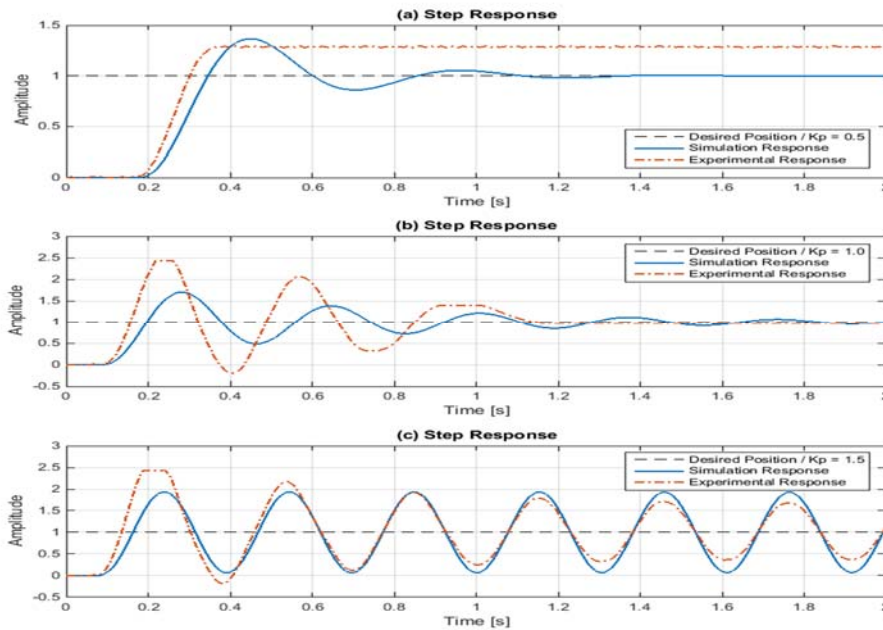 (a) Step Response
1.5
1
0.5
0
Amplitude
Desired Position / Kp = 0.5
Simulation Response
Experimental Response
0 0.2 0.4 0.6 0.8 1 1.2 1.4 1.6 1.8 2
Time [s]
(b) Step Response
3
2.5
2
1.5
1
0.5
0
-0.5
Amplitude
Desired Position / Kp = 1.0
Simulation Response
Experimental Response
0 0.2 0.4 0.6 0.8 1 1.2 1.4 1.6 1.8 2
Time [s]
(c) Step Response
3
2.5
2
1.5
1
0.5
0
-0.5
Amplitude
Desired Position / Kp = 1.5
Simulation Response
Experimental Response
0 0.2 0.4 0.6 0.8 1 1.2 1.4 1.6 1.8 2
Time [s]